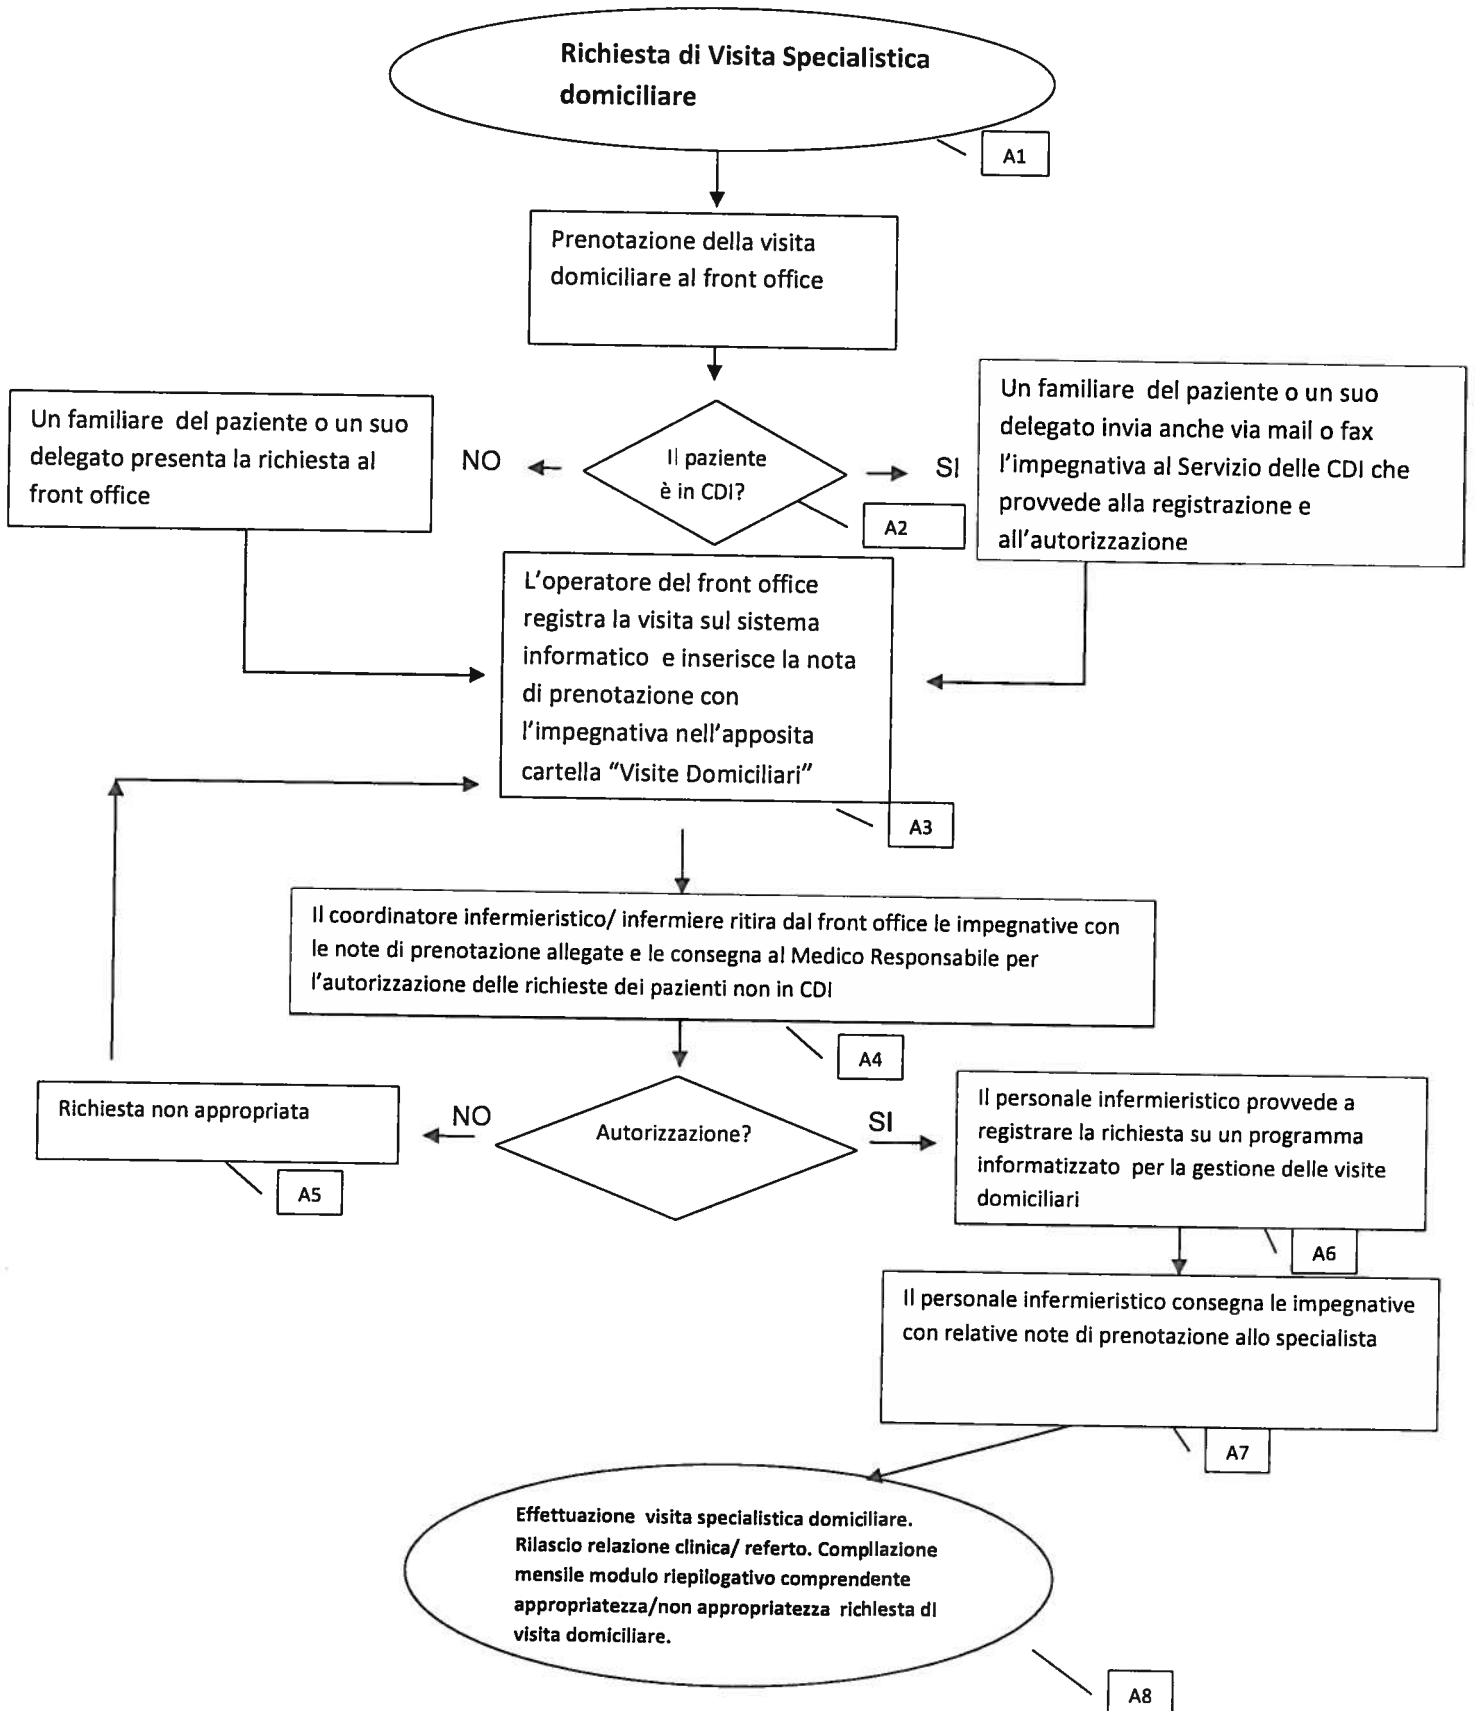 Richiesta di Visita Specialistica
domiciliare
A1
Prenotazione della visita
domiciliare al front office
Un familiare del paziente o un suo
delegato presenta la richiesta al
front office
NO
Il paziente
è in CDI?
SI
A2
Un familiare del paziente o un suo
delegato invia anche via mail o fax
l'impegnativa al Servizio delle CDI che
provvede alla registrazione e
all'autorizzazione
L'operatore del front office
registra la visita sul sistema
informatico e inserisce la nota
di prenotazione con
l'impegnativa nell'apposita
cartella "Visite Domiciliari"
A3
Il coordinatore infermieristico/ infermiere ritira dal front office le impegnative con
le note di prenotazione allegate e le consegna al Medico Responsabile per
l'autorizzazione delle richieste dei pazienti non in CDI
A4
Richiesta non appropriata
A5
NO
Autorizzazione?
SI
Il personale infermieristico provvede a
registrare la richiesta su un programma
informatizzato per la gestione delle visite
domiciliari
A6
Il personale infermieristico consegna le impegnative
con relative note di prenotazione allo specialista
A7
Effettuazione visita specialistica domiciliare.
Rilascio relazione clinica/ referto. Compilazione
mensile modulo riepilogativo comprendente
appropriatezza/non appropriatezza richiesta di
visita domiciliare.
A8